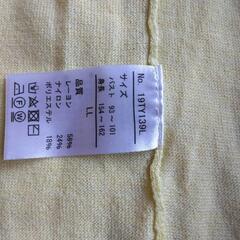 No. 19TY139L
サイズ
バスト 93 ~ 101
身長 154 ~ 162
LL
品質
レーヨン 58%
ナイロン 24%
ポリエステル 18%